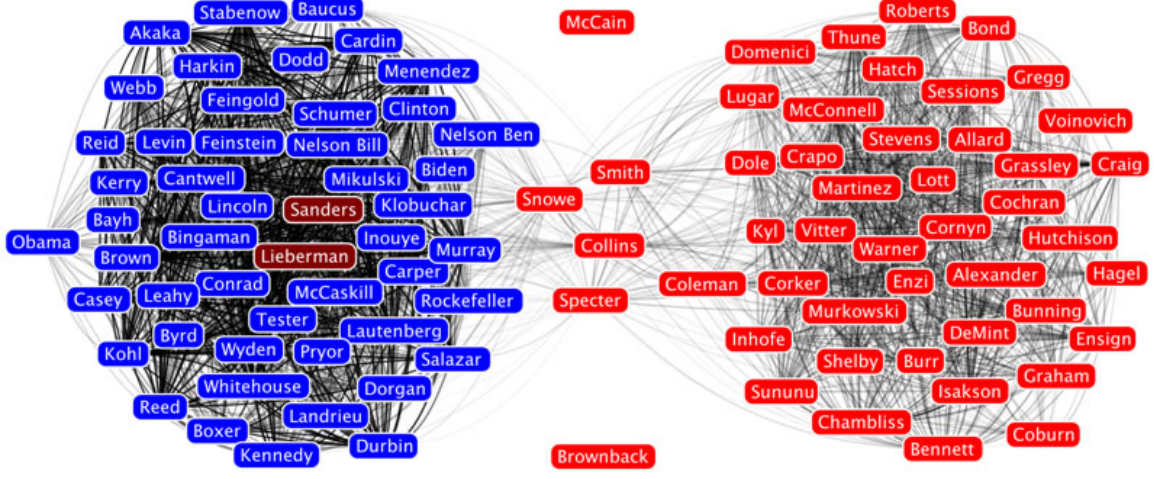 Stabenow
Baucus
Akaka
Cardin
Harkin
Dodd
Menendez
Webb
Feingold
Schumer
Clinton
Nelson Ben
Reid
Levin
Feinstein
Nelson Bill
Biden
Kerry
Cantwell
Mikulski
Lincoln
Sanders
Klobuchar
Bayh
Obama
Bingaman
Inouye
Murray
Brown
Lieberman
Carper
Conrad
McCaskill
Casey
Leahy
Rockefeller
Tester
Lautenberg
Byrd
Kohl
Wyden
Pryor
Salazar
Whitehouse
Dorgan
Reed
Landrieu
Boxer
Kennedy
Durbin
McCain
Smith
Snowe
Collins
Specter
Coleman
Brownback
Roberts
Bond
Thune
Domenici
Hatch
Gregg
Lugar
Sessions
McConnell
Voinovich
Stevens
Allard
Dole
Crapo
Grassley
Craig
Martinez
Lott
Cochran
Kyl
Vitter
Cornyn
Hutchison
Warner
Corker
Enzi
Alexander
Hagel
Murkowski
Bunning
Inhofe
DeMint
Ensign
Shelby
Burr
Graham
Sununu
Isakson
Chambliss
Coburn
Bennett